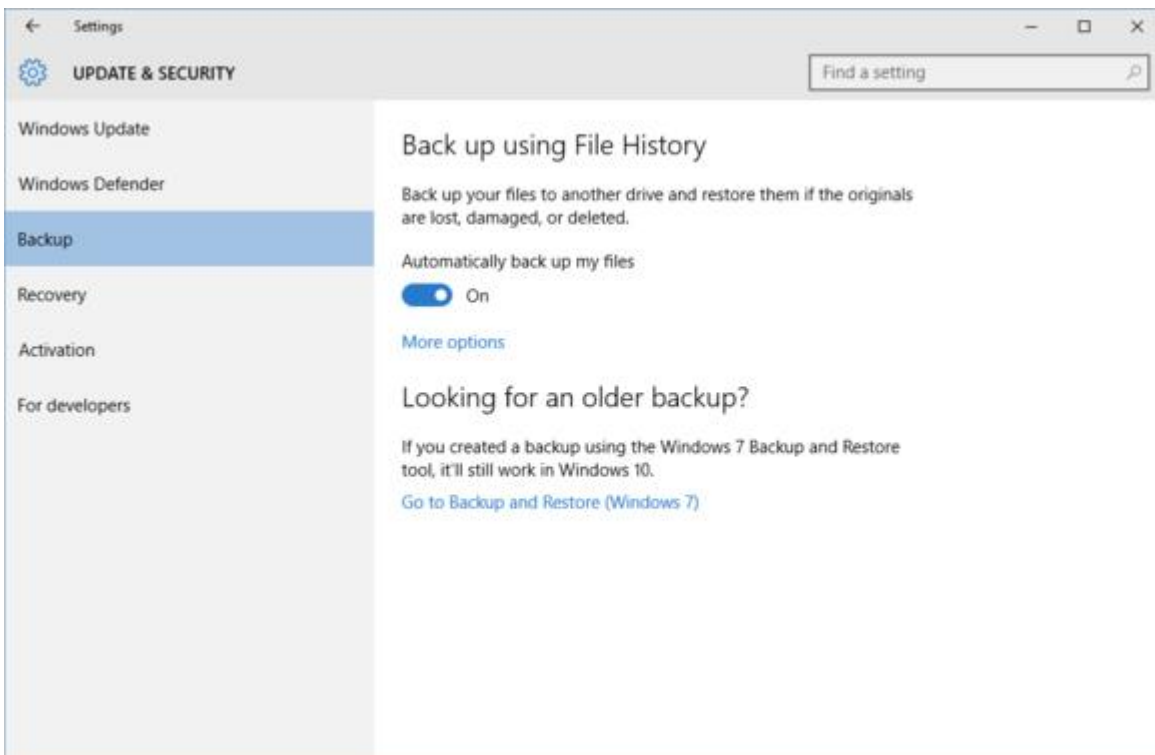 Settings
UPDATE & SECURITY
Find a setting
Windows Update
Windows Defender
Backup
Recovery
Activation
For developers
Back up using File History
Back up your files to another drive and restore them if the originals
are lost, damaged, or deleted.
Automatically back up my files
On
More options
Looking for an older backup?
If you created a backup using the Windows 7 Backup and Restore
tool, it'll still work in Windows 10.
Go to Backup and Restore (Windows 7)